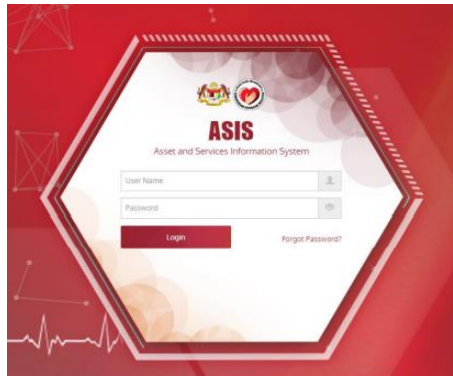 ASIS
Asset and Services Information System
User Name
Password
Login
Forgot Password?